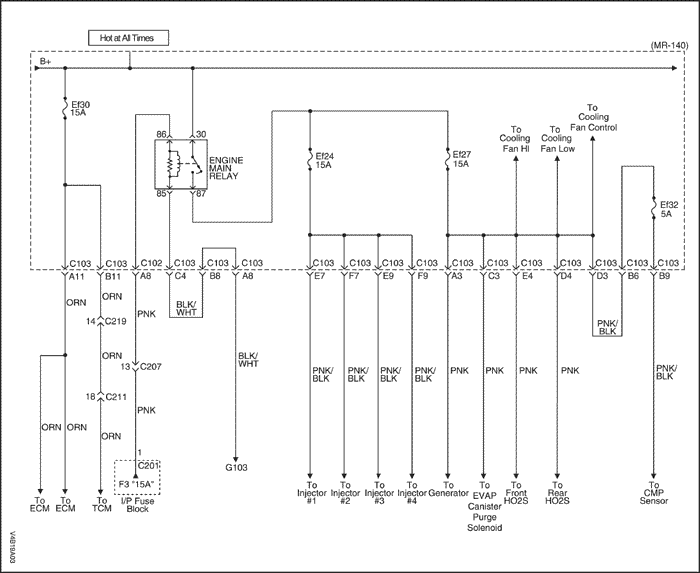 Hot at All Times
(MR-140)
B+
Ef30
15A
86
30
ENGINE
MAIN
RELAY
85
87
Ef24
15A
Ef27
15A
To
Cooling
Fan HI
To
Cooling
Fan Low
To
Cooling
Fan Control
Ef32
5A
C103 C103 C102 C103 C103 C103 C103 C103 C103 C103 C103 C103 C103 C103 C103 C103 C103
A11 B11 A8 C4 B8 A8 E7 F7 E9 F9 A3 C3 E4 D4 D3 B6 B9
ORN
ORN
PNK
BLK/
WHT
14 C219
ORN
13 C207
BLK/
WHT
PNK/
BLK
PNK/
BLK
PNK/
BLK
PNK/
BLK
PNK
PNK
PNK
PNK
PNK/
BLK
PNK/
BLK
18 C211
PNK
ORN
ORN
ORN
1
C201
F3 "15A"
I/P Fuse
Block
G103
To
ECM
To
ECM
To
TCM
To
Injector
#1
To
Injector
#2
To
Injector
#3
To
Injector
#4
To
Generator
To
EVAP
Canister
Purge
Solenoid
To
Front
HO2S
To
Rear
HO2S
To
CMP
Sensor
V4B19A03